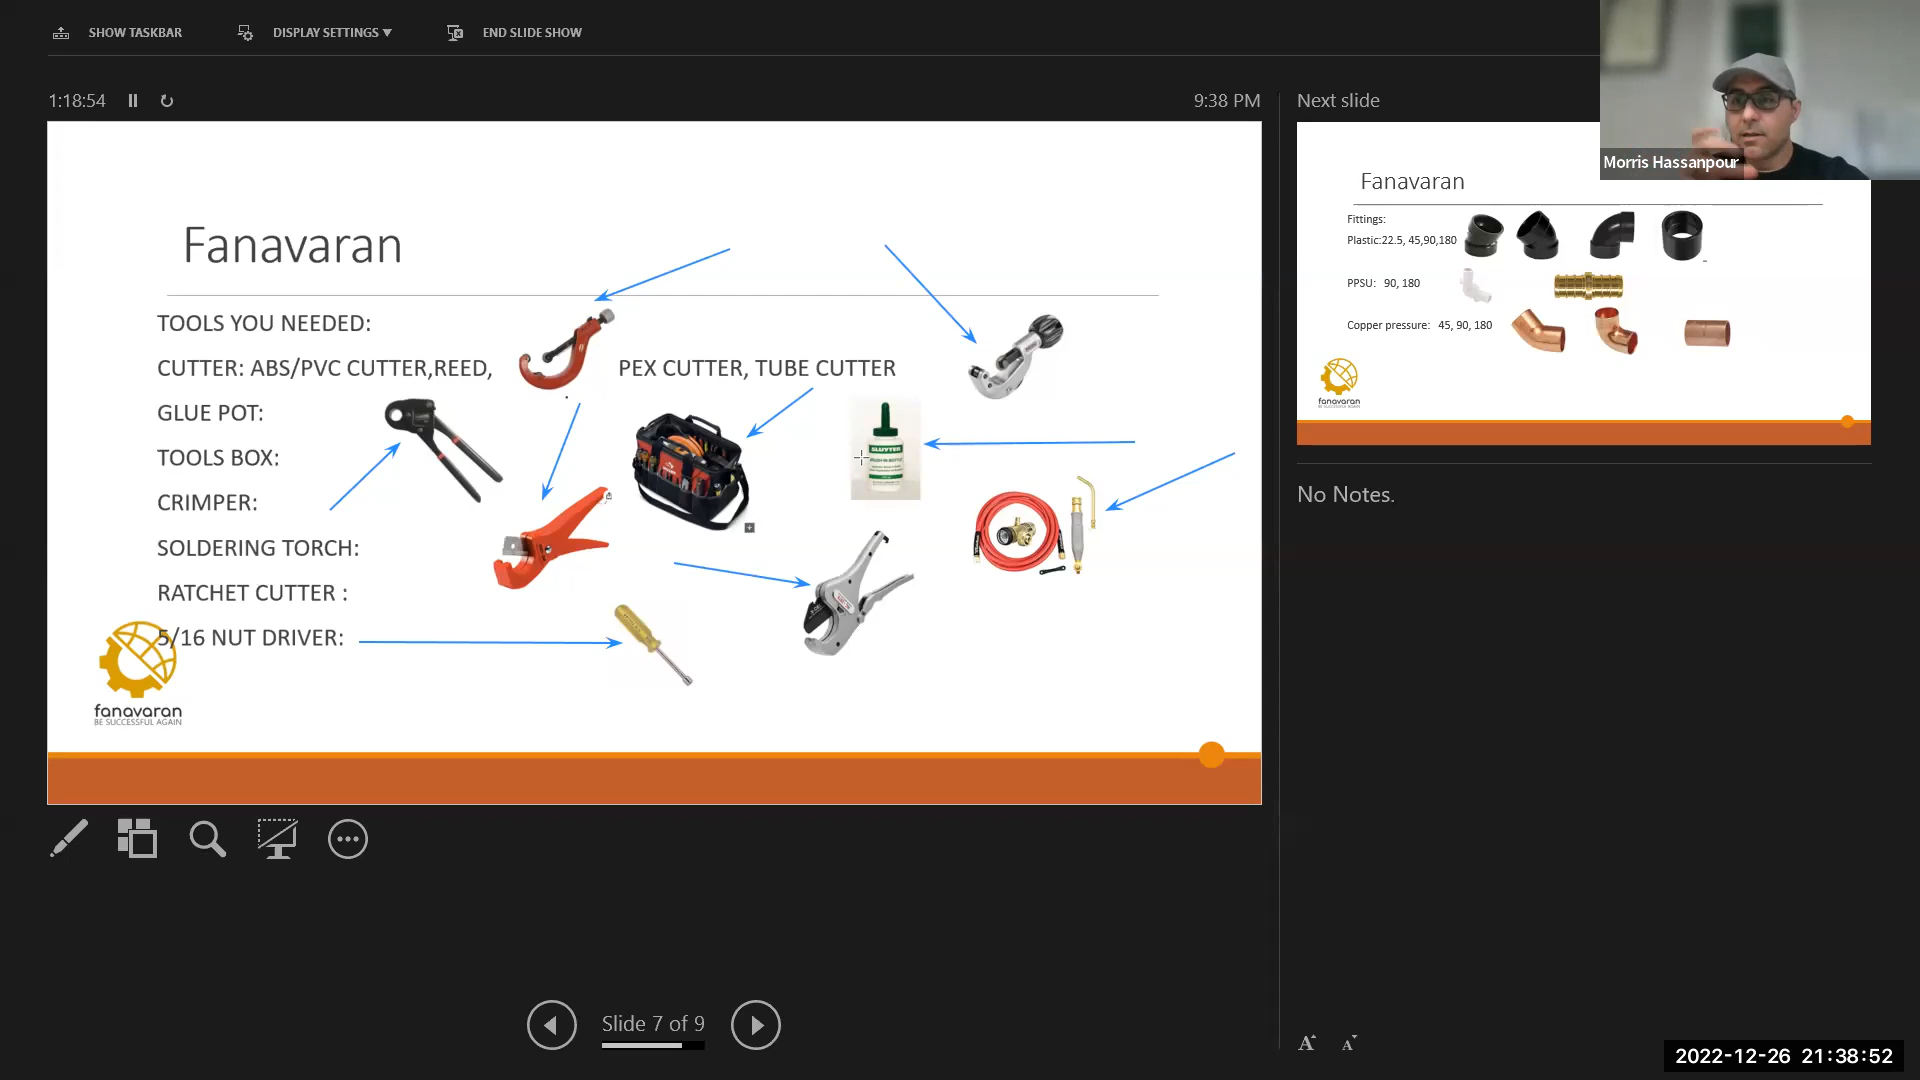 SHOW TASKBAR
DISPLAY SETTINGS ▼
END SLIDE SHOW
1:18:54
9:38 PM
Next slide
Morris Hassanpour
Fanavaran
TOOLS YOU NEEDED:
CUTTER: ABS/PVC CUTTER,REED, PEX CUTTER, TUBE CUTTER
GLUE POT:
TOOLS BOX:
CRIMPER:
SOLDERING TORCH:
RATCHET CUTTER :
5/16 NUT DRIVER:
SLUYTER
fanavaran
BE SUCCESSFUL AGAIN
Fanavaran
Fittings:
Plastic:22.5, 45,90,180
PPSU: 90, 180
Copper pressure: 45, 90, 180
fanavaran
BE SUCCESSFUL AGAIN
No Notes.
Slide 7 of 9
A A
2022-12-26 21:38:52